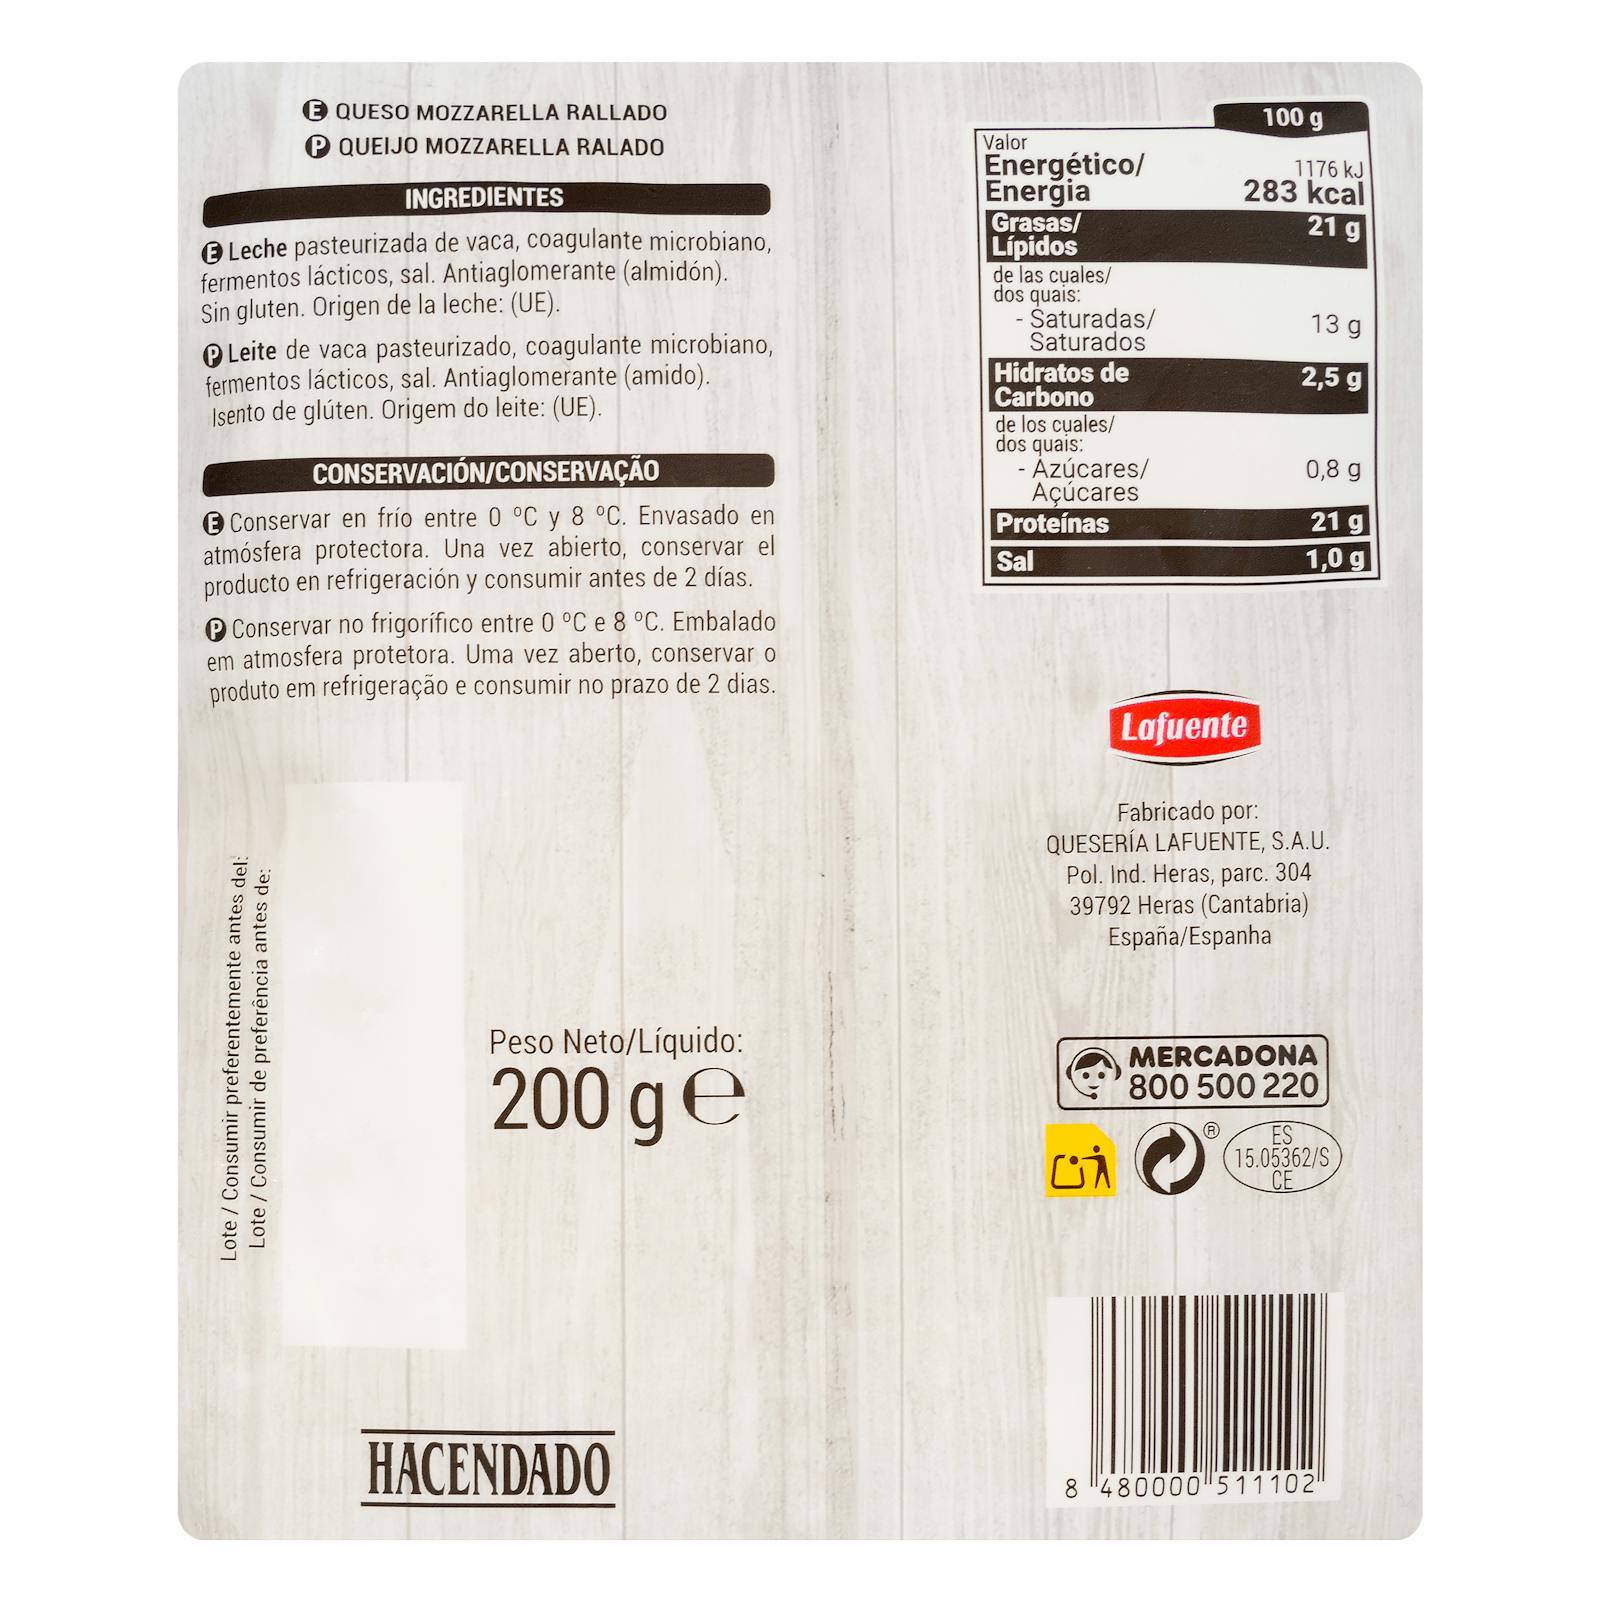 E QUESO MOZZARELLA RALLADO
P QUEIJO MOZZARELLA RALADO
INGREDIENTES
E Leche pasteurizada de vaca, coagulante microbiano,
fermentos lácticos, sal. Antiaglomerante (almidón).
Sin gluten. Origen de la leche: (UE).
P Leite de vaca pasteurizado, coagulante microbiano,
fermentos lácticos, sal. Antiaglomerante (amido).
Isento de glúten. Origem do leite: (UE).
CONSERVACIÓN/CONSERVAÇÃO
E Conservar en frío entre 0 ºC y 8 ºC. Envasado en
atmósfera protectora. Una vez abierto, conservar el
producto en refrigeración y consumir antes de 2 días.
P Conservar no frigorífico entre 0 ºC e 8 ºC. Embalado
em atmosfera protetora. Uma vez aberto, conservar o
produto em refrigeração e consumir no prazo de 2 dias.
Lote / Consumir preferentemente antes del:
Lote / Consumir de preferência antes de:
Peso Neto/Líquido:
200 g ℮
HACENDADO
100 g
Valor
Energético/ 1176 kJ
Energia 283 kcal
Grasas/ 21 g
Lípidos
de las cuales/
dos quais:
- Saturadas/ 13 g
Saturados
Hidratos de 2,5 g
Carbono
de los cuales/
dos quais:
- Azúcares/ 0,8 g
Açúcares
Proteínas 21 g
Sal 1,0 g
Lafuente
Fabricado por:
QUESERÍA LAFUENTE, S.A.U.
Pol. Ind. Heras, parc. 304
39792 Heras (Cantabria)
España/Espanha
MERCADONA
800 500 220
®
ES
15.05362/S
CE
8 480000 511102